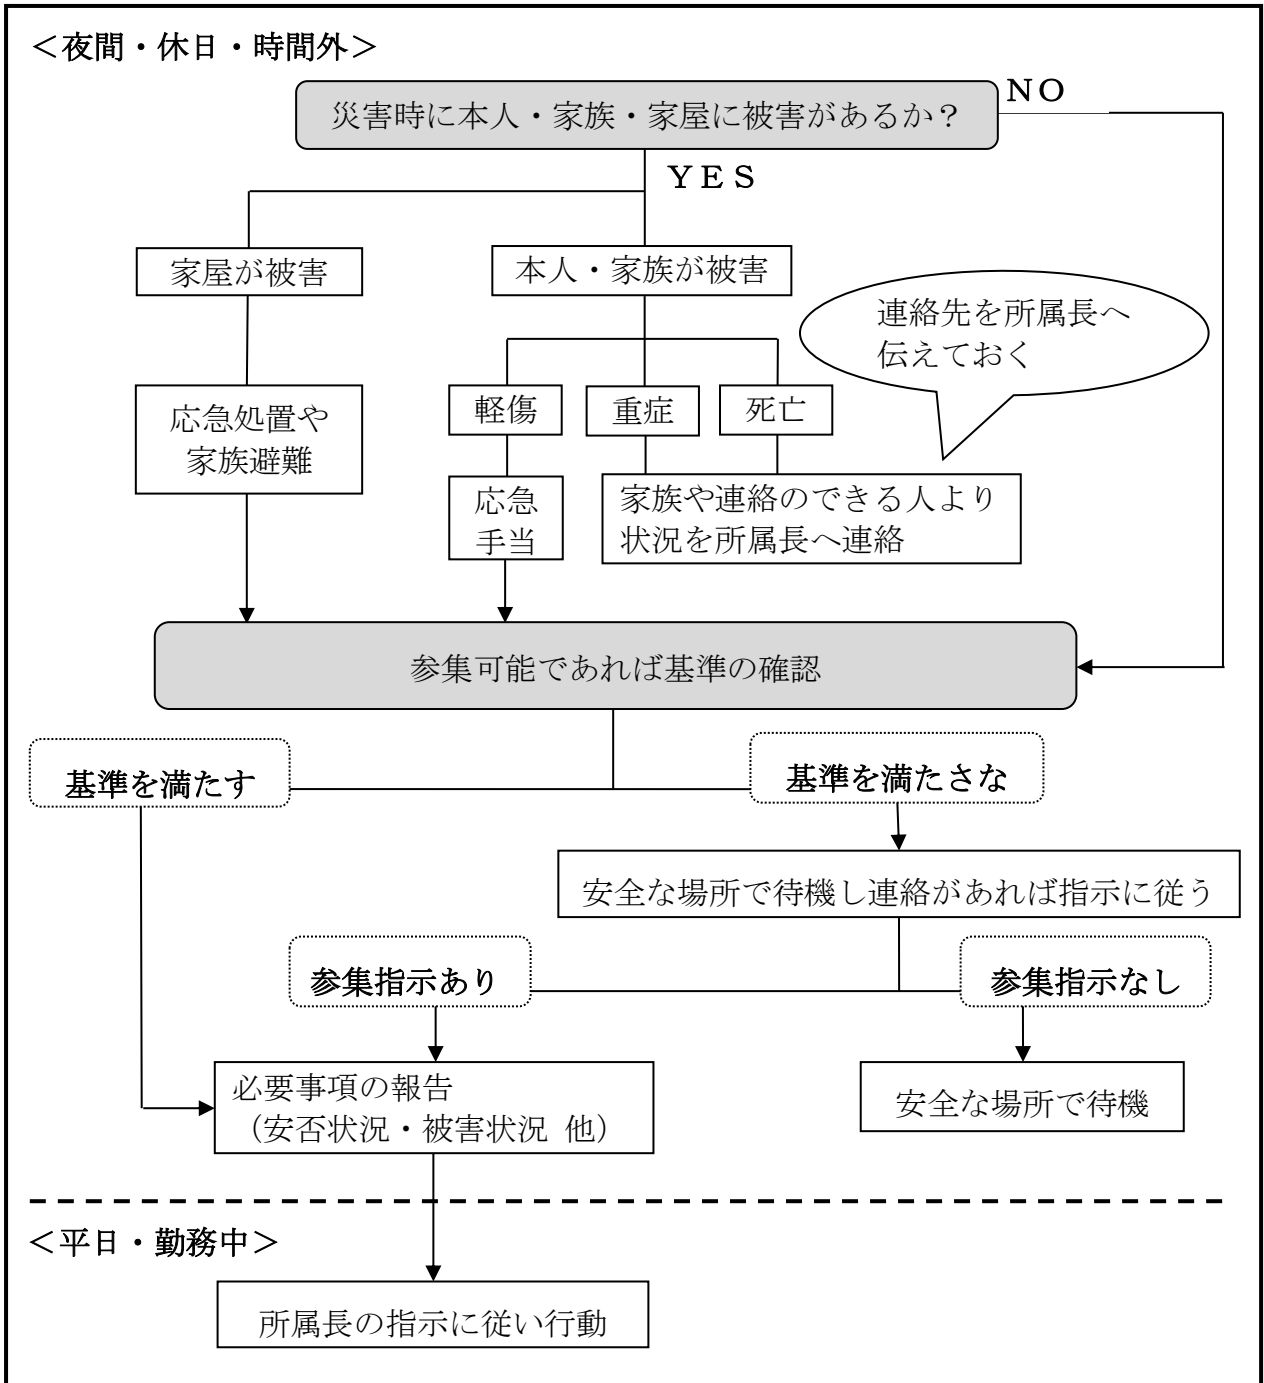 ＜夜間・休日・時間外＞
災害時に本人・家族・家屋に被害があるか？
ＮＯ
ＹＥＳ
家屋が被害
本人・家族が被害
連絡先を所属長へ
伝えておく
応急処置や
家族避難
軽傷
重症
死亡
応急
手当
家族や連絡のできる人より
状況を所属長へ連絡
参集可能であれば基準の確認
基準を満たす
基準を満たさな
安全な場所で待機し連絡があれば指示に従う
参集指示あり
参集指示なし
必要事項の報告
（安否状況・被害状況 他）
安全な場所で待機
＜平日・勤務中＞
所属長の指示に従い行動